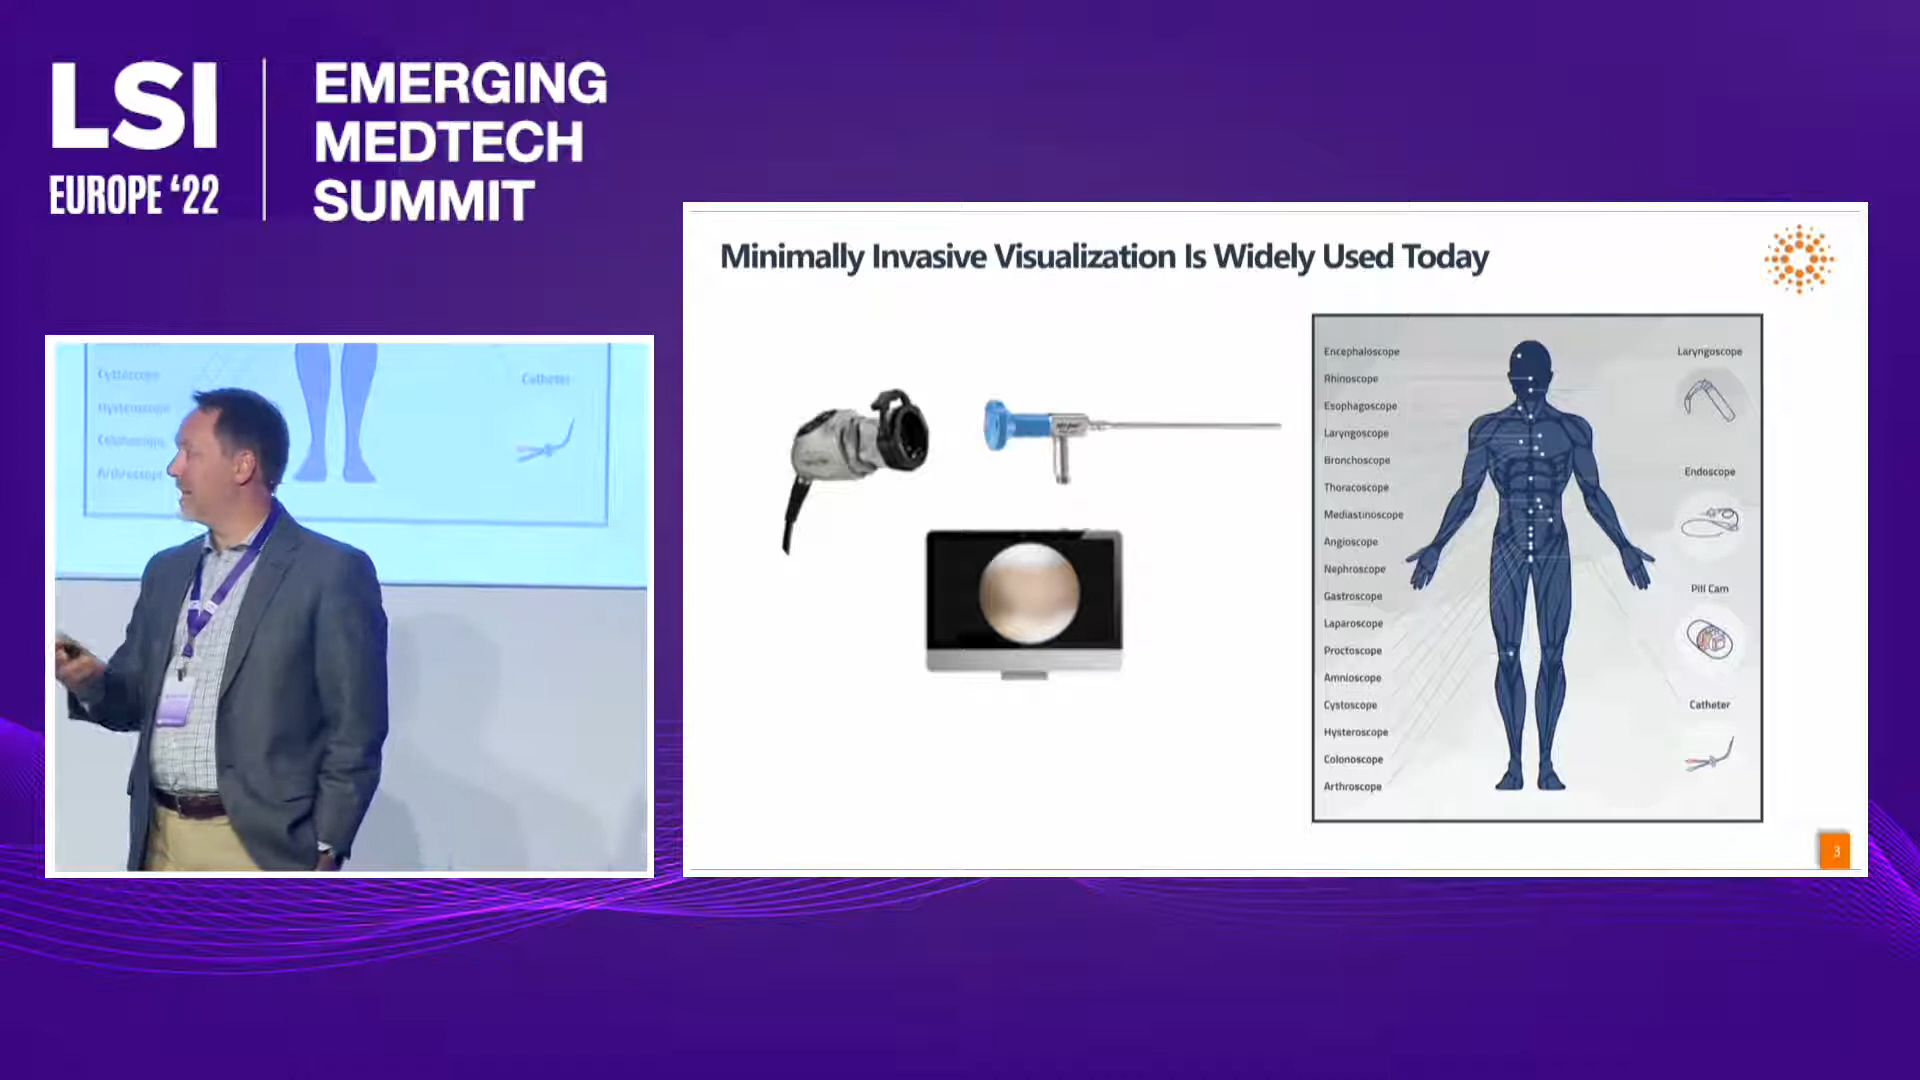 LSI
EUROPE ‘22
EMERGING
MEDTECH
SUMMIT
Minimally Invasive Visualization Is Widely Used Today
Encephaloscope
Rhinoscope
Esophagoscope
Laryngoscope
Bronchoscope
Thoracoscope
Mediastinoscope
Angioscope
Nephroscope
Gastroscope
Laparoscope
Proctoscope
Amnioscope
Cystoscope
Hysteroscope
Colonoscope
Arthroscope
Laryngoscope
Endoscope
Pill Cam
Catheter
3
Cystoscope
Hysteroscope
Colonoscope
Arthroscope
Catheter